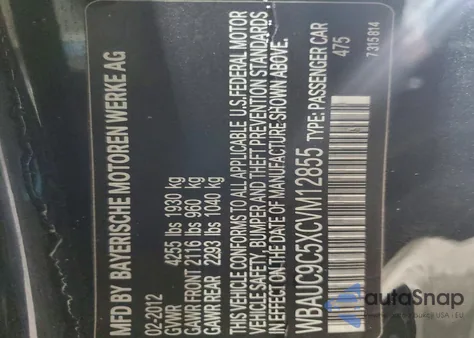 MFD BY BAYERISCHE MOTOREN WERKE AG
02-2012
GVWR 4255 lbs 1930 kg
GAWR FRONT 2116 lbs 960 kg
GAWR REAR 2293 lbs 1040 kg
THIS VEHICLE CONFORMS TO ALL APPLICABLE U.S.FEDERAL MOTOR
VEHICLE SAFETY, BUMPER AND THEFT PREVENTION STANDARDS
IN EFFECT ON THE DATE OF MANUFACTURE SHOWN ABOVE.
WBAUC9C5XCVM12855 TYPE: PASSENGER CAR
475
7315814
autoSnap